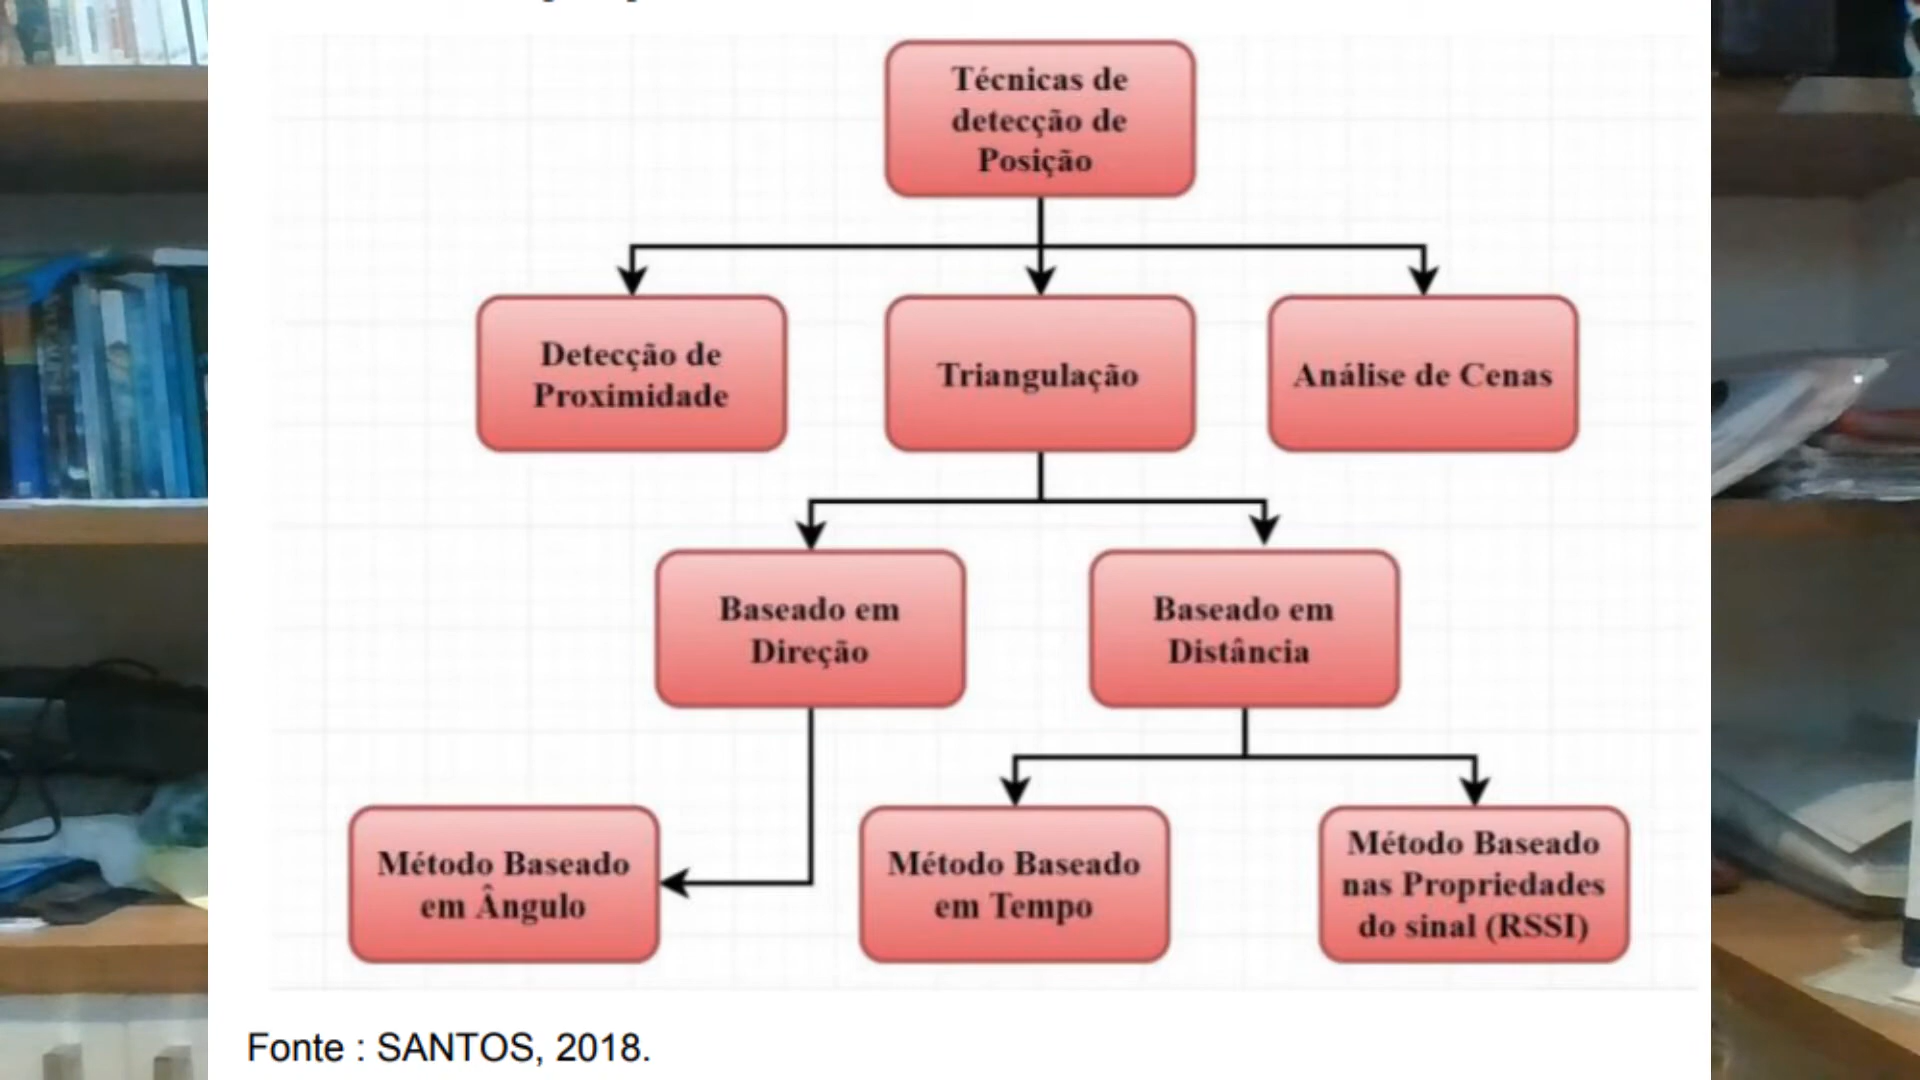 Técnicas de
detecção de
Posição
Detecção de
Proximidade
Triangulação
Análise de Cenas
Baseado em
Direção
Baseado em
Distância
Método Baseado
em Ângulo
Método Baseado
em Tempo
Método Baseado
nas Propriedades
do sinal (RSSI)
Fonte : SANTOS, 2018.